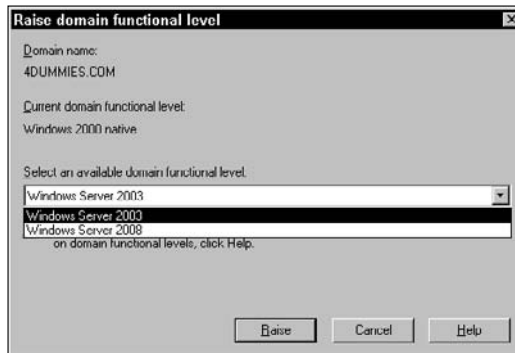 Raise domain functional level
Domain name:
4DUMMIES.COM
Current domain functional level:
Windows 2000 native
Select an available domain functional level.
Windows Server 2003
Windows Server 2003
Windows Server 2008
on domain functional levels, click Help.
Raise
Cancel
Help